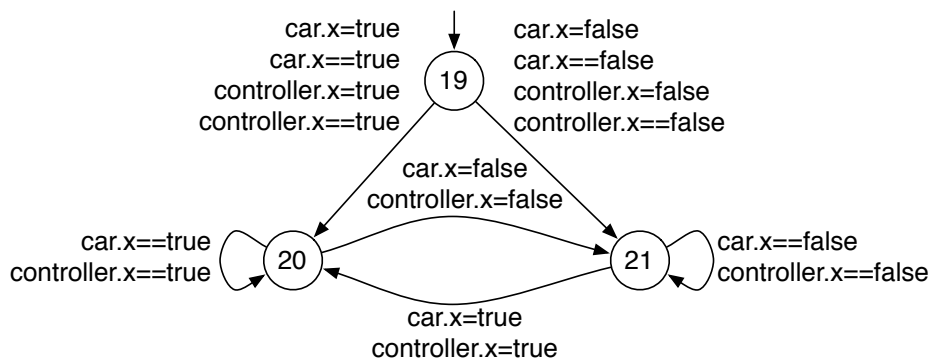 car.x=true
car.x==true
controller.x=true
controller.x==true
19
car.x=false
car.x==false
controller.x=false
controller.x==false
car.x=false
controller.x=false
car.x==true
controller.x==true
20
21
car.x==false
controller.x==false
car.x=true
controller.x=true